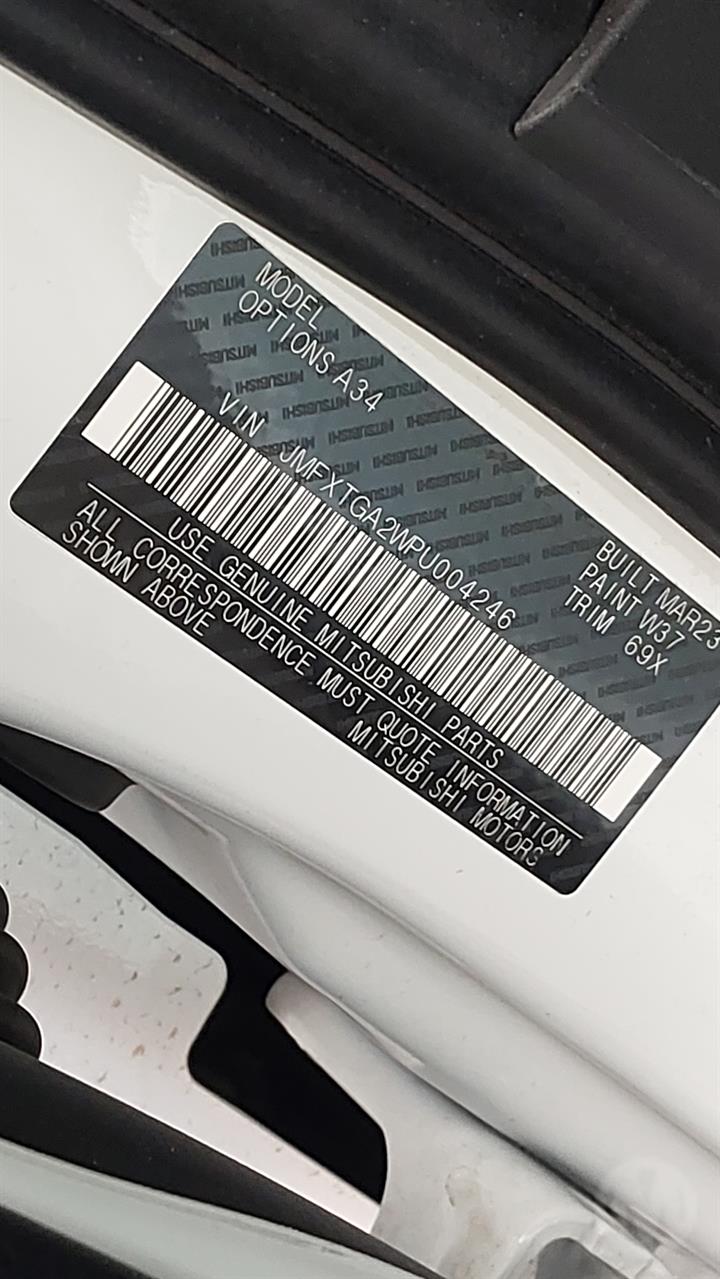 MODEL
OPTIONS A34
BUILT MAR23
PAINT W37
TRIM 69X
VIN JMFXTGA2WPU004246
USE GENUINE MITSUBISHI PARTS
ALL CORRESPONDENCE MUST QUOTE INFORMATION
SHOWN ABOVE
MITSUBISHI MOTORS